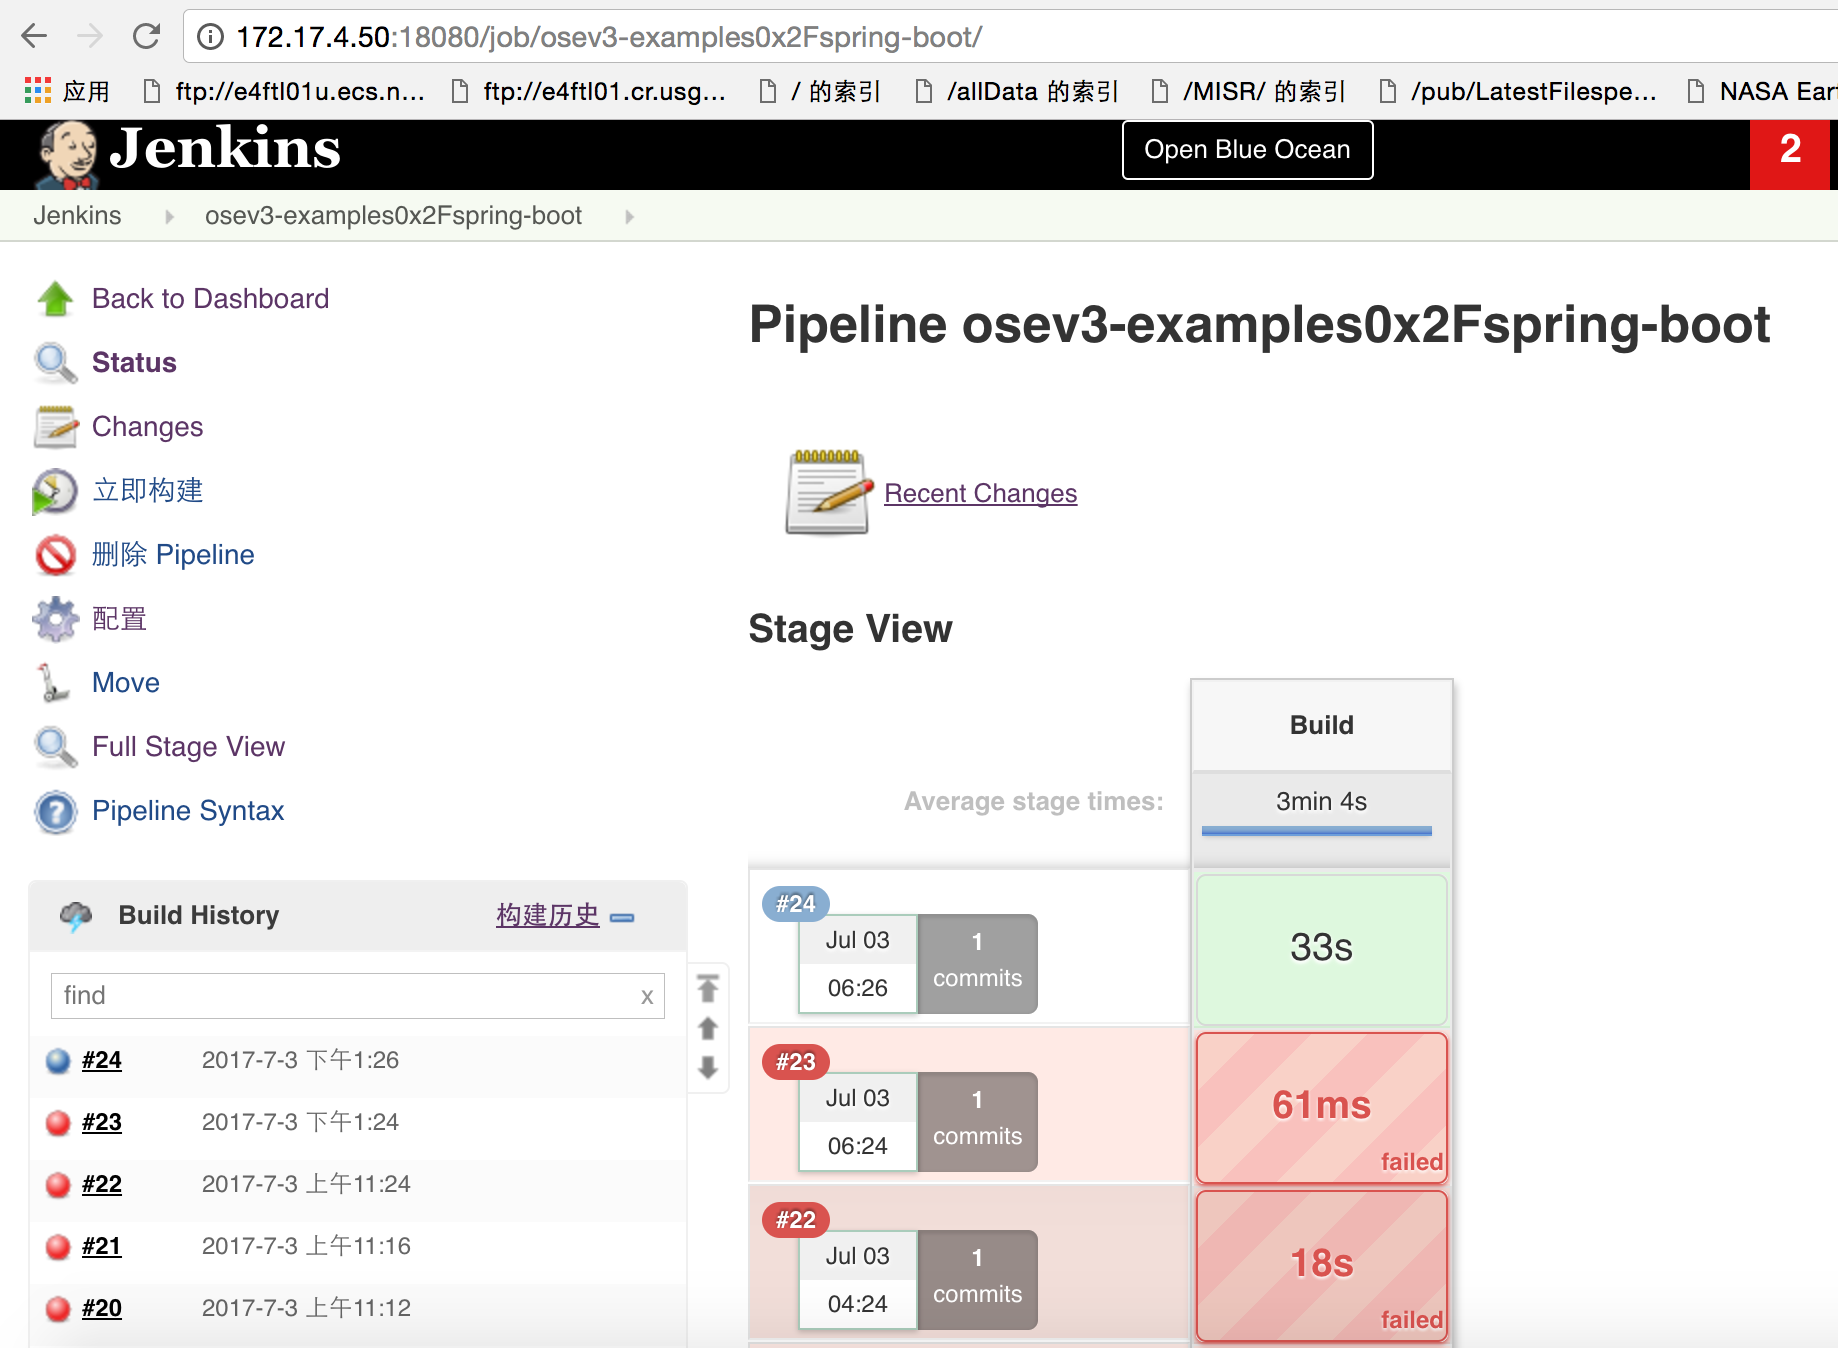 172.17.4.50:18080/job/osev3-examples0x2Fspring-boot/
应用 ftp://e4ftl01u.ecs.n... ftp://e4ftl01.cr.usg... / 的索引 /allData 的索引 /MISR/ 的索引 /pub/LatestFilespe... NASA Eart
Jenkins Open Blue Ocean 2
Jenkins osev3-examples0x2Fspring-boot
Back to Dashboard
Status
Changes
立即构建
删除 Pipeline
配置
Move
Full Stage View
Pipeline Syntax
Build History 构建历史
find x
#24 2017-7-3 下午1:26
#23 2017-7-3 下午1:24
#22 2017-7-3 上午11:24
#21 2017-7-3 上午11:16
#20 2017-7-3 上午11:12
Pipeline osev3-examples0x2Fspring-boot
Recent Changes
Stage View
Build
Average stage times: 3min 4s
#24
Jul 03
06:26
1
commits
33s
#23
Jul 03
06:24
1
commits
61ms
failed
#22
Jul 03
04:24
1
commits
18s
failed